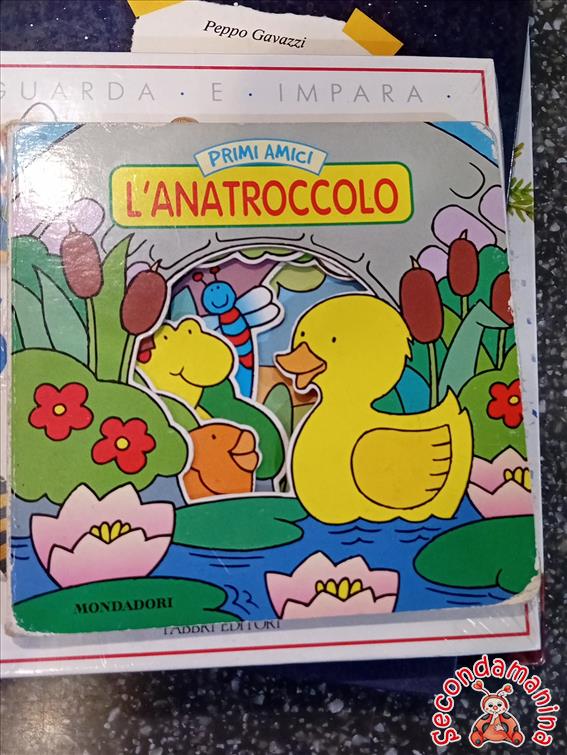 Peppo Gavazzi
GUARDA · E · IMPARA ·
PRIMI AMICI
L'ANATROCCOLO
MONDADORI
FABBRI EDITORI
Secondamanina